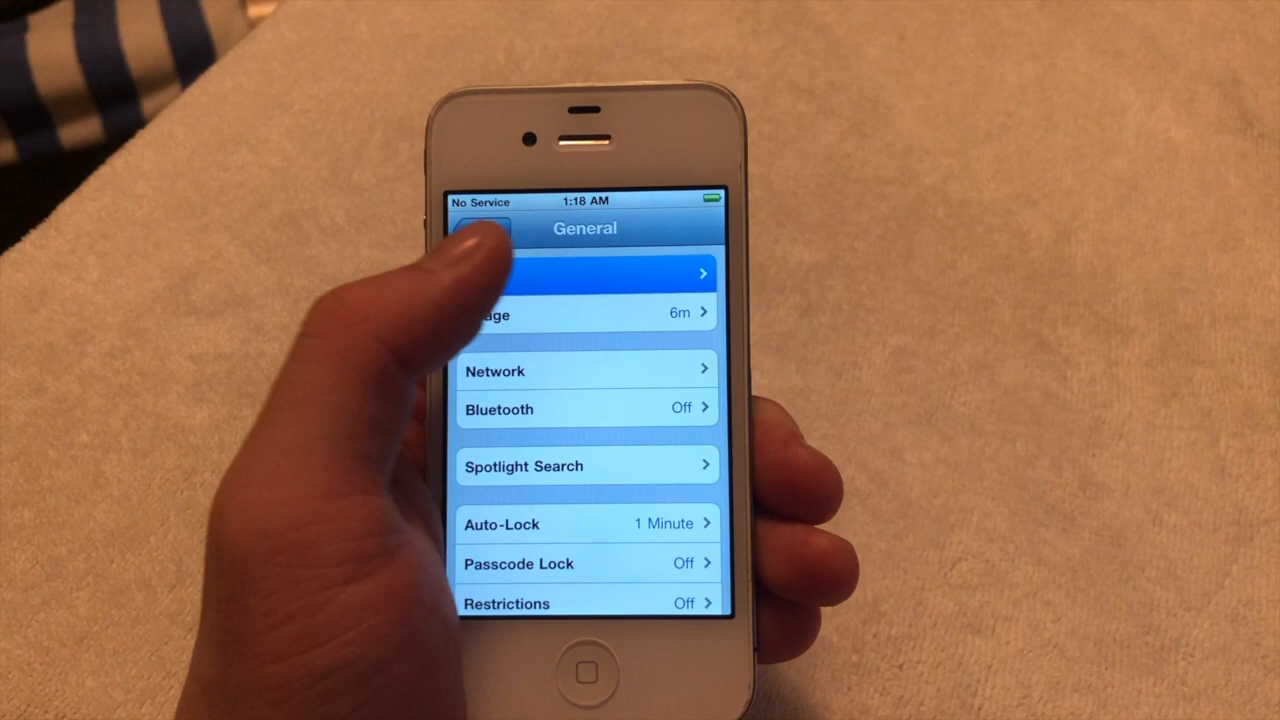 No Service 1:18 AM
General
6m
Network
Bluetooth Off
Spotlight Search
Auto-Lock 1 Minute
Passcode Lock Off
Restrictions Off